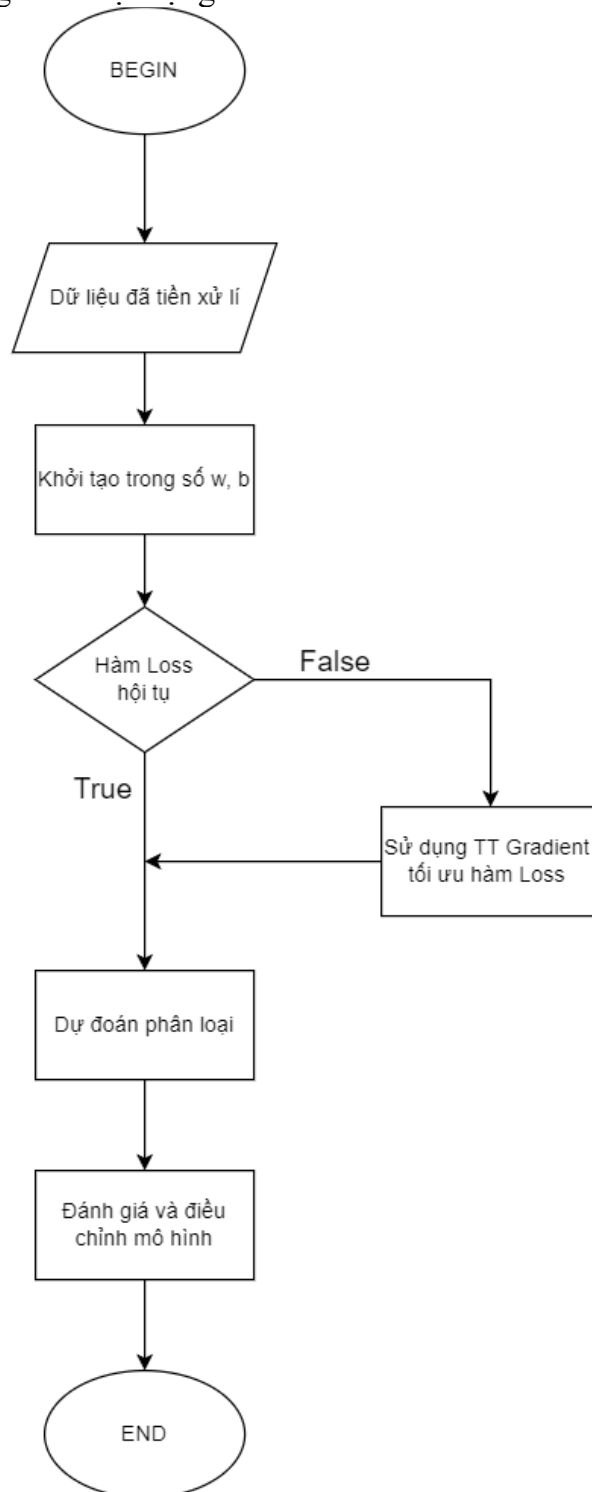 BEGIN
Dữ liệu đã tiền xử lí
Khởi tạo trong số w, b
Hàm Loss
hội tụ
False
True
Sử dụng TT Gradient
tối ưu hàm Loss
Dự đoán phân loại
Đánh giá và điều
chỉnh mô hình
END